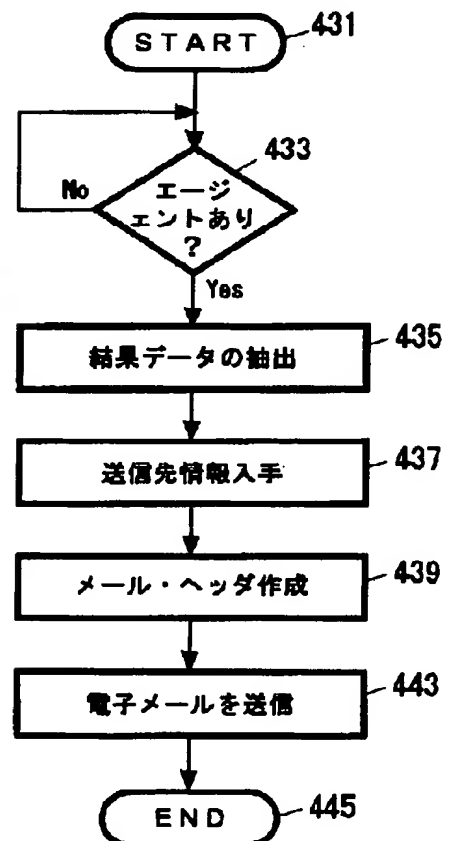 START
431
433
エージ
ェントあり
?
No
Yes
結果データの抽出
435
送信先情報入手
437
メール・ヘッダ作成
439
電子メールを送信
443
END
445